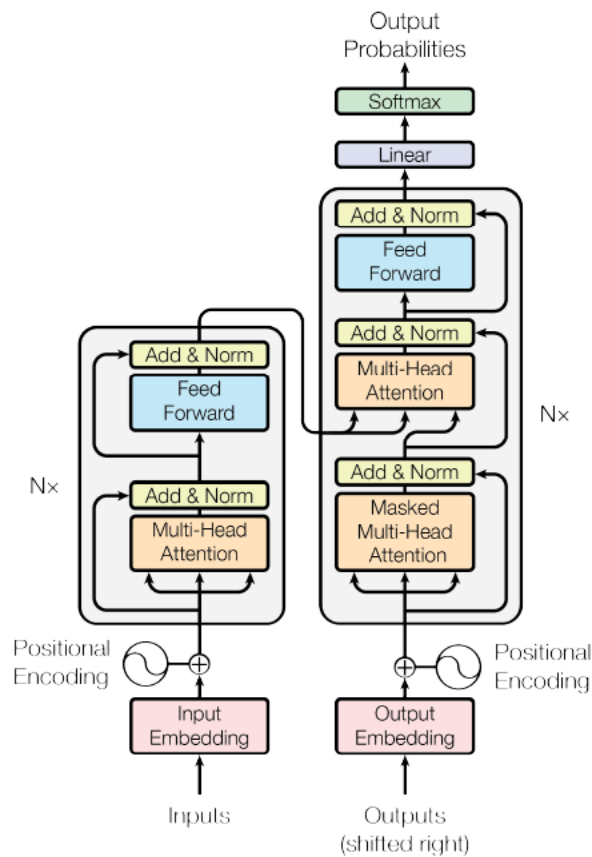 Output
Probabilities
Softmax
Linear
Add & Norm
Feed
Forward
Add & Norm
Multi-Head
Attention
Add & Norm
Masked
Multi-Head
Attention
Nx
Add & Norm
Feed
Forward
Add & Norm
Multi-Head
Attention
Nx
Positional
Encoding
Positional
Encoding
Input
Embedding
Output
Embedding
Inputs
Outputs
(shifted right)